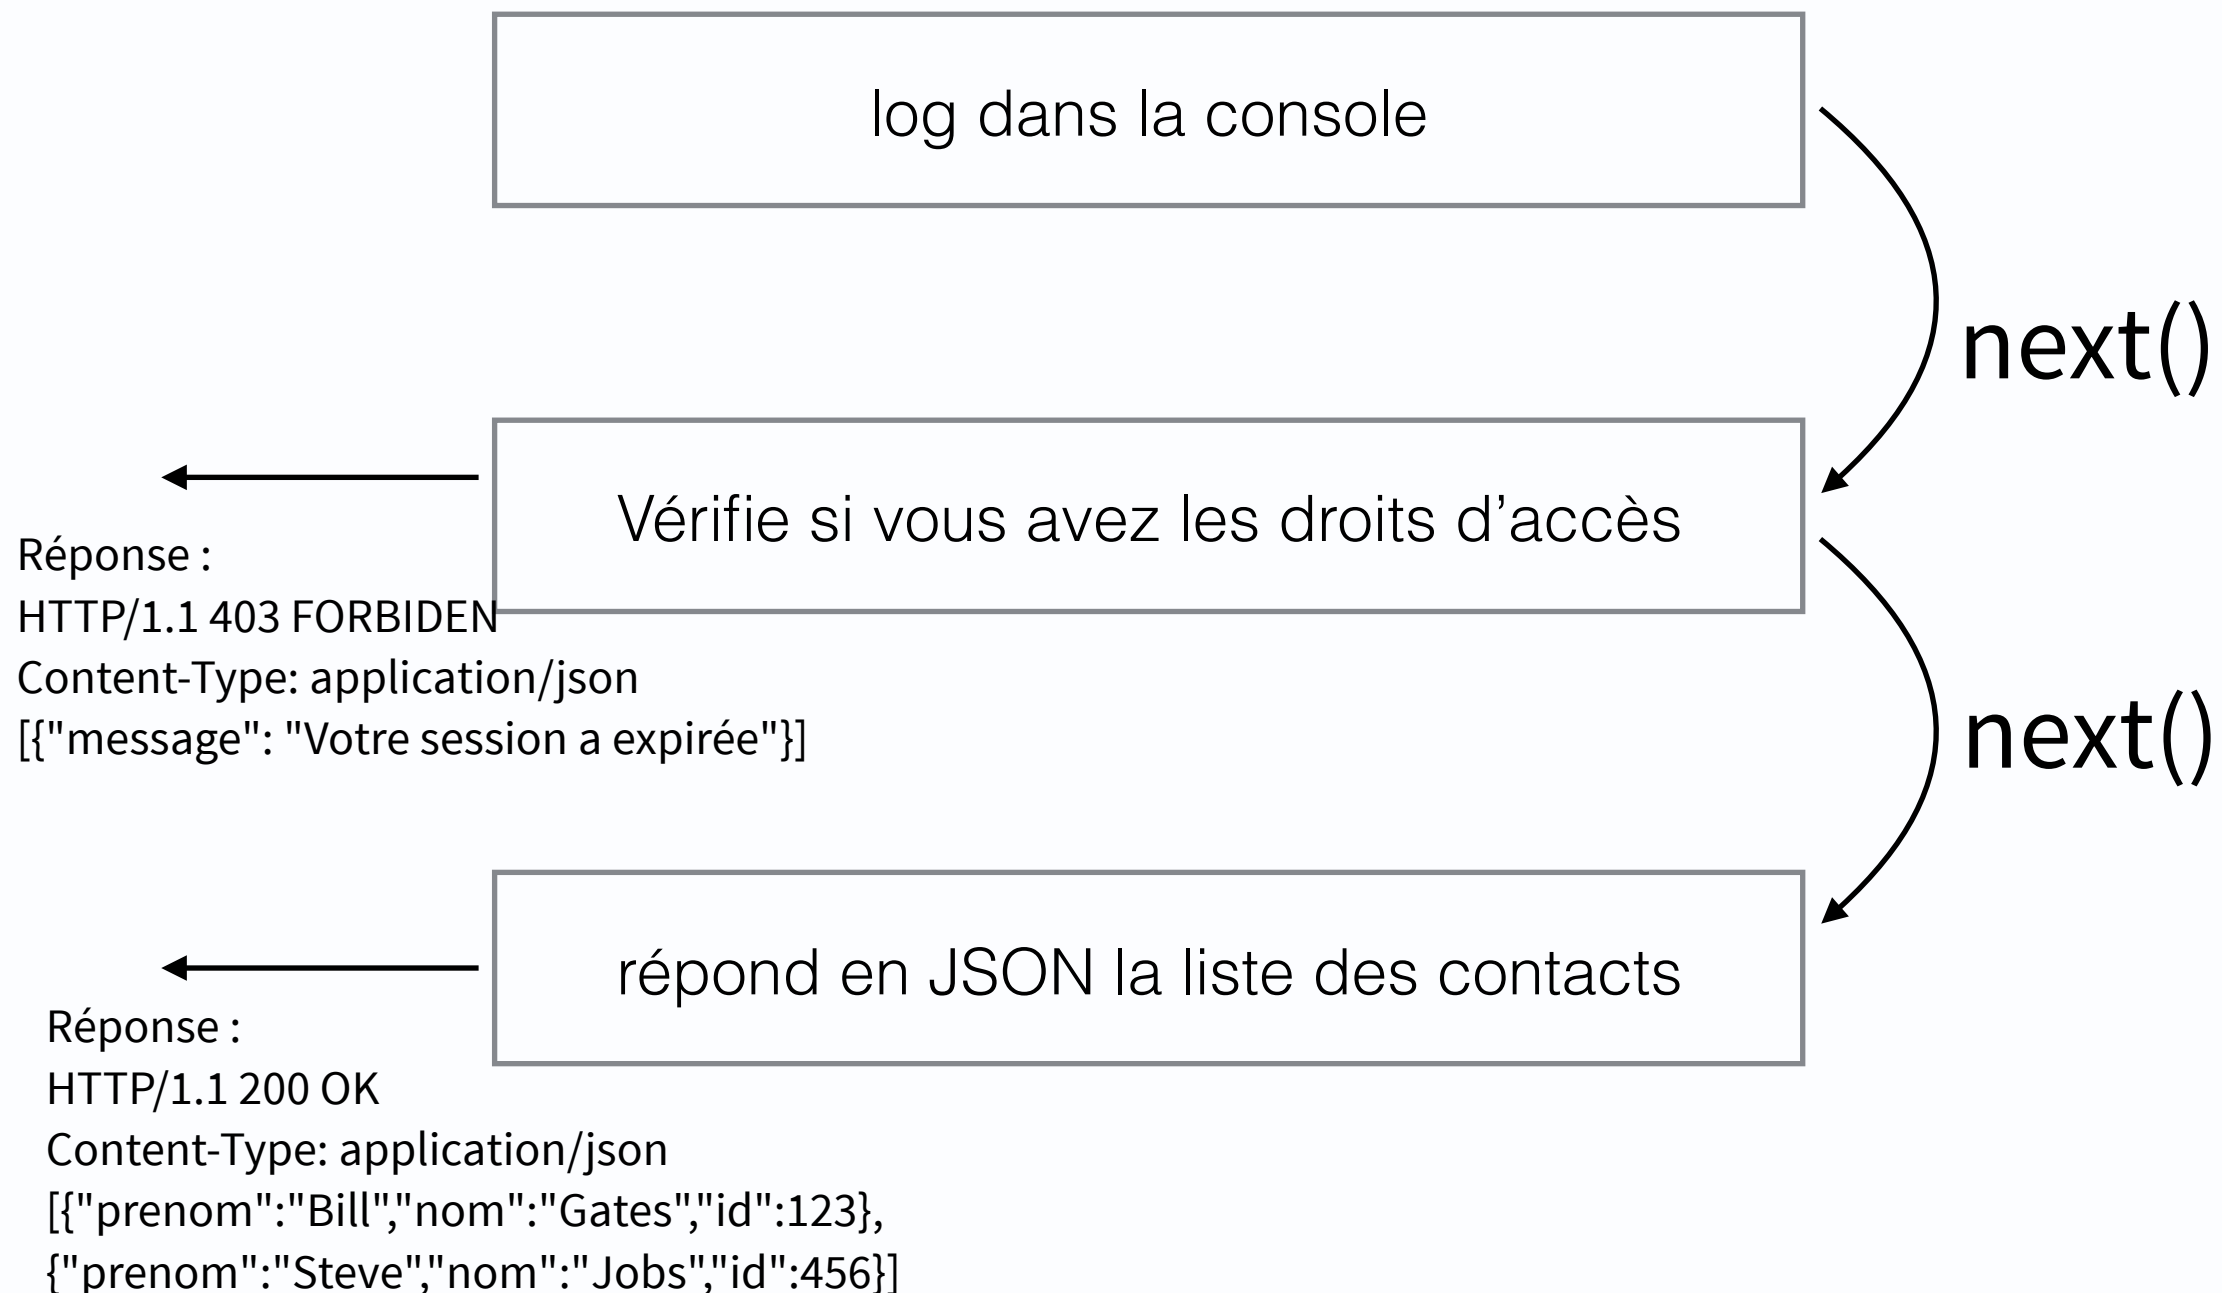 log dans la console
next()
Vérifie si vous avez les droits d’accès
Réponse :
HTTP/1.1 403 FORBIDEN
Content-Type: application/json
[{"message": "Votre session a expirée"}]
next()
répond en JSON la liste des contacts
Réponse :
HTTP/1.1 200 OK
Content-Type: application/json
[{"prenom":"Bill","nom":"Gates","id":123},
{"prenom":"Steve","nom":"Jobs","id":456}]